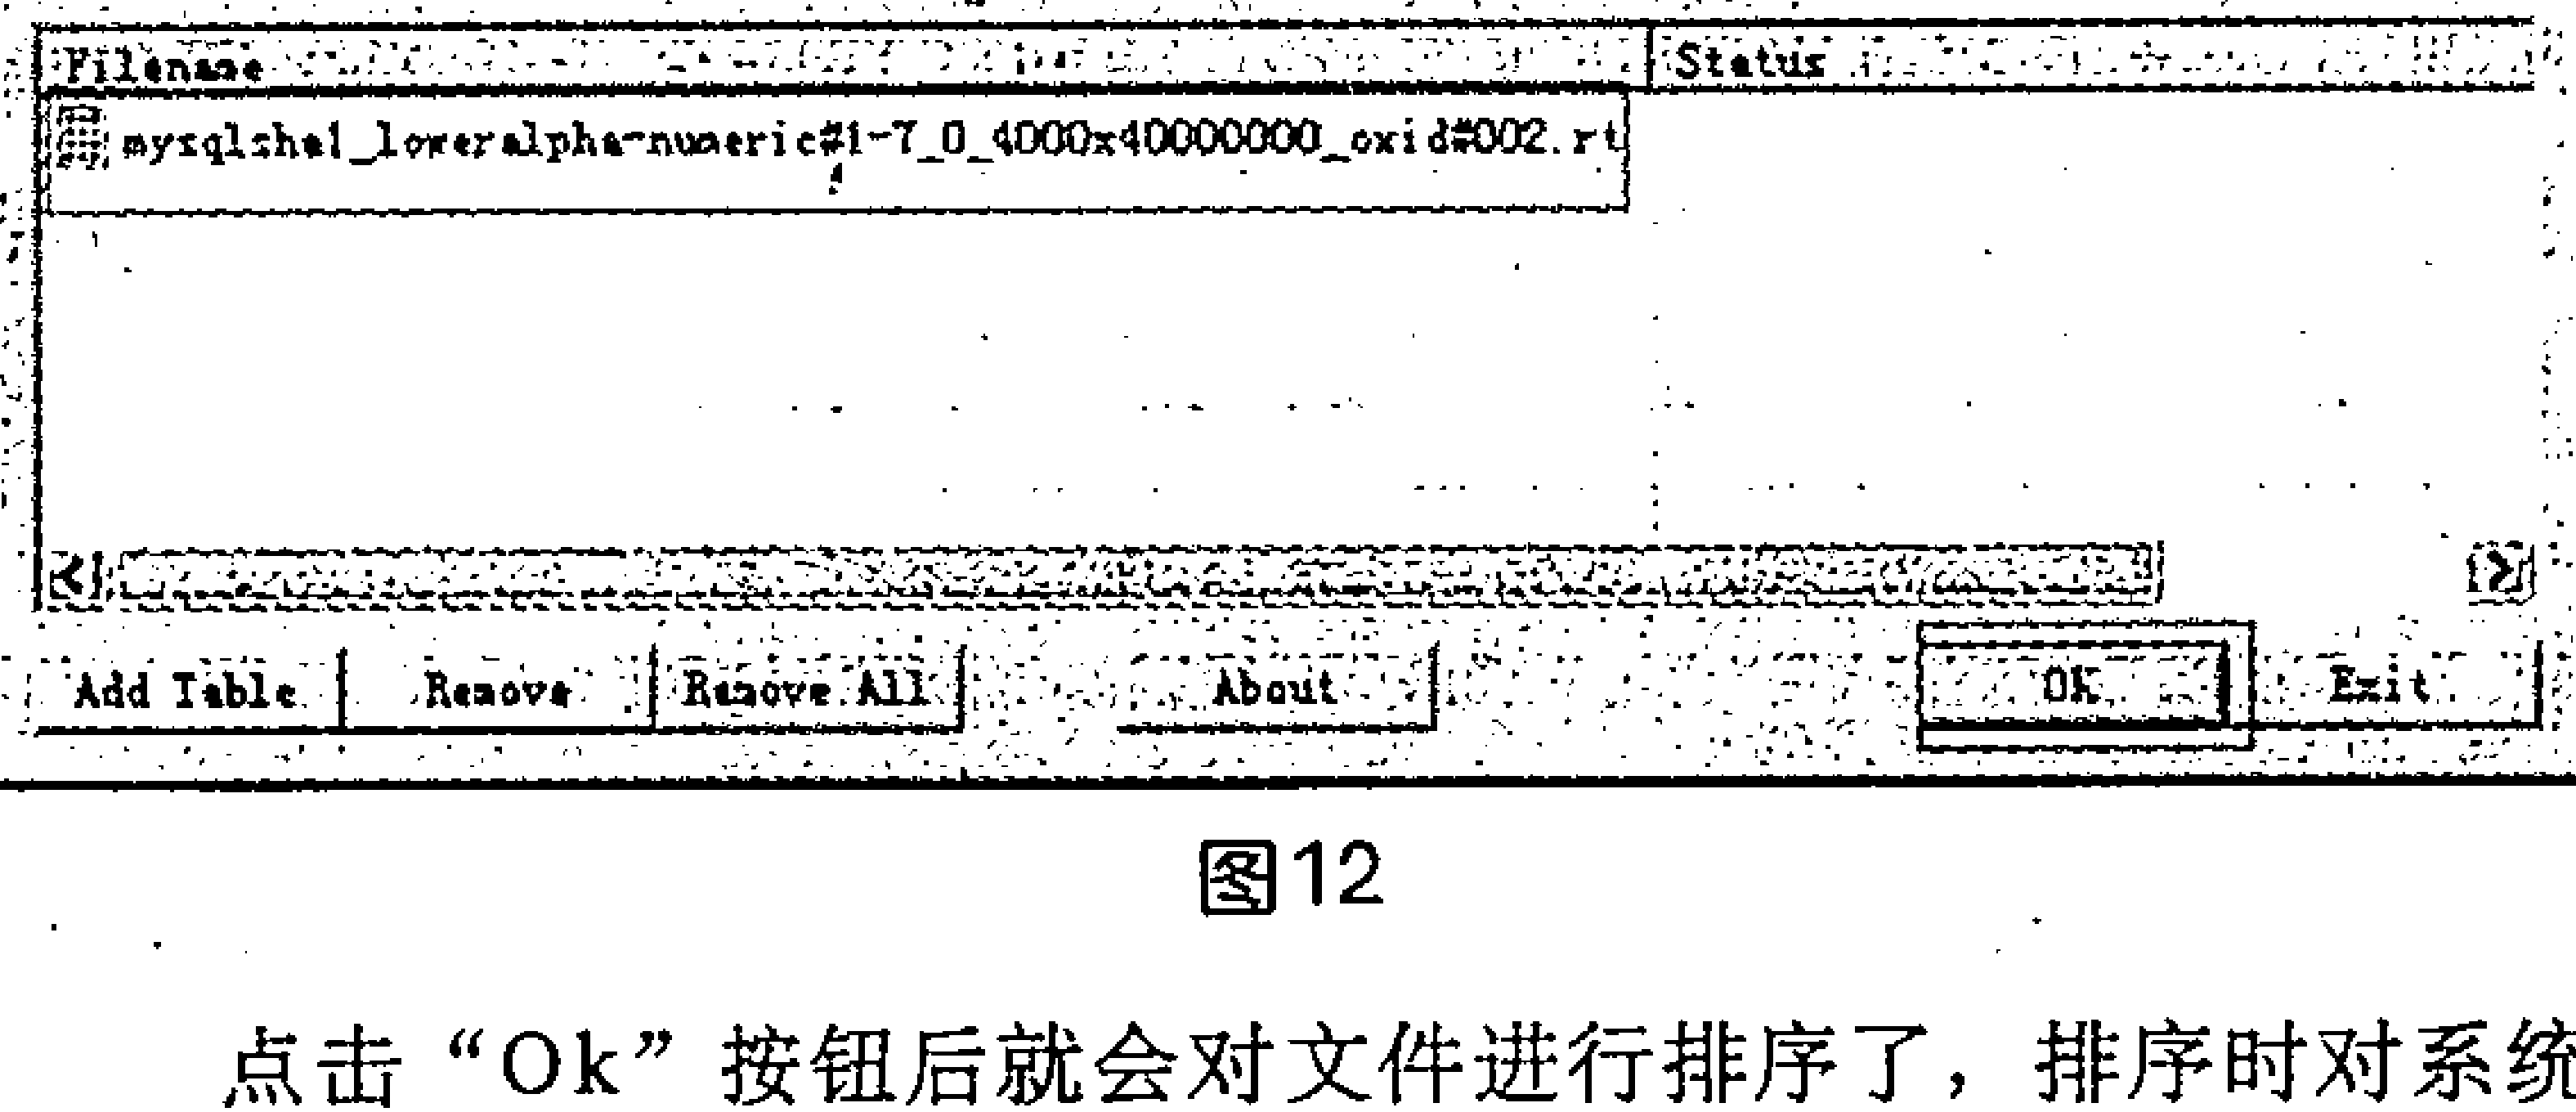 Filename Status
mysqlsha1_loweralpha-numeric#1-7_0_4000x40000000_oxid#002.rt
Add Table Remove Remove All About OK Exit
图12
点击“Ok”按钮后就会对文件进行排序了，排序时对系统